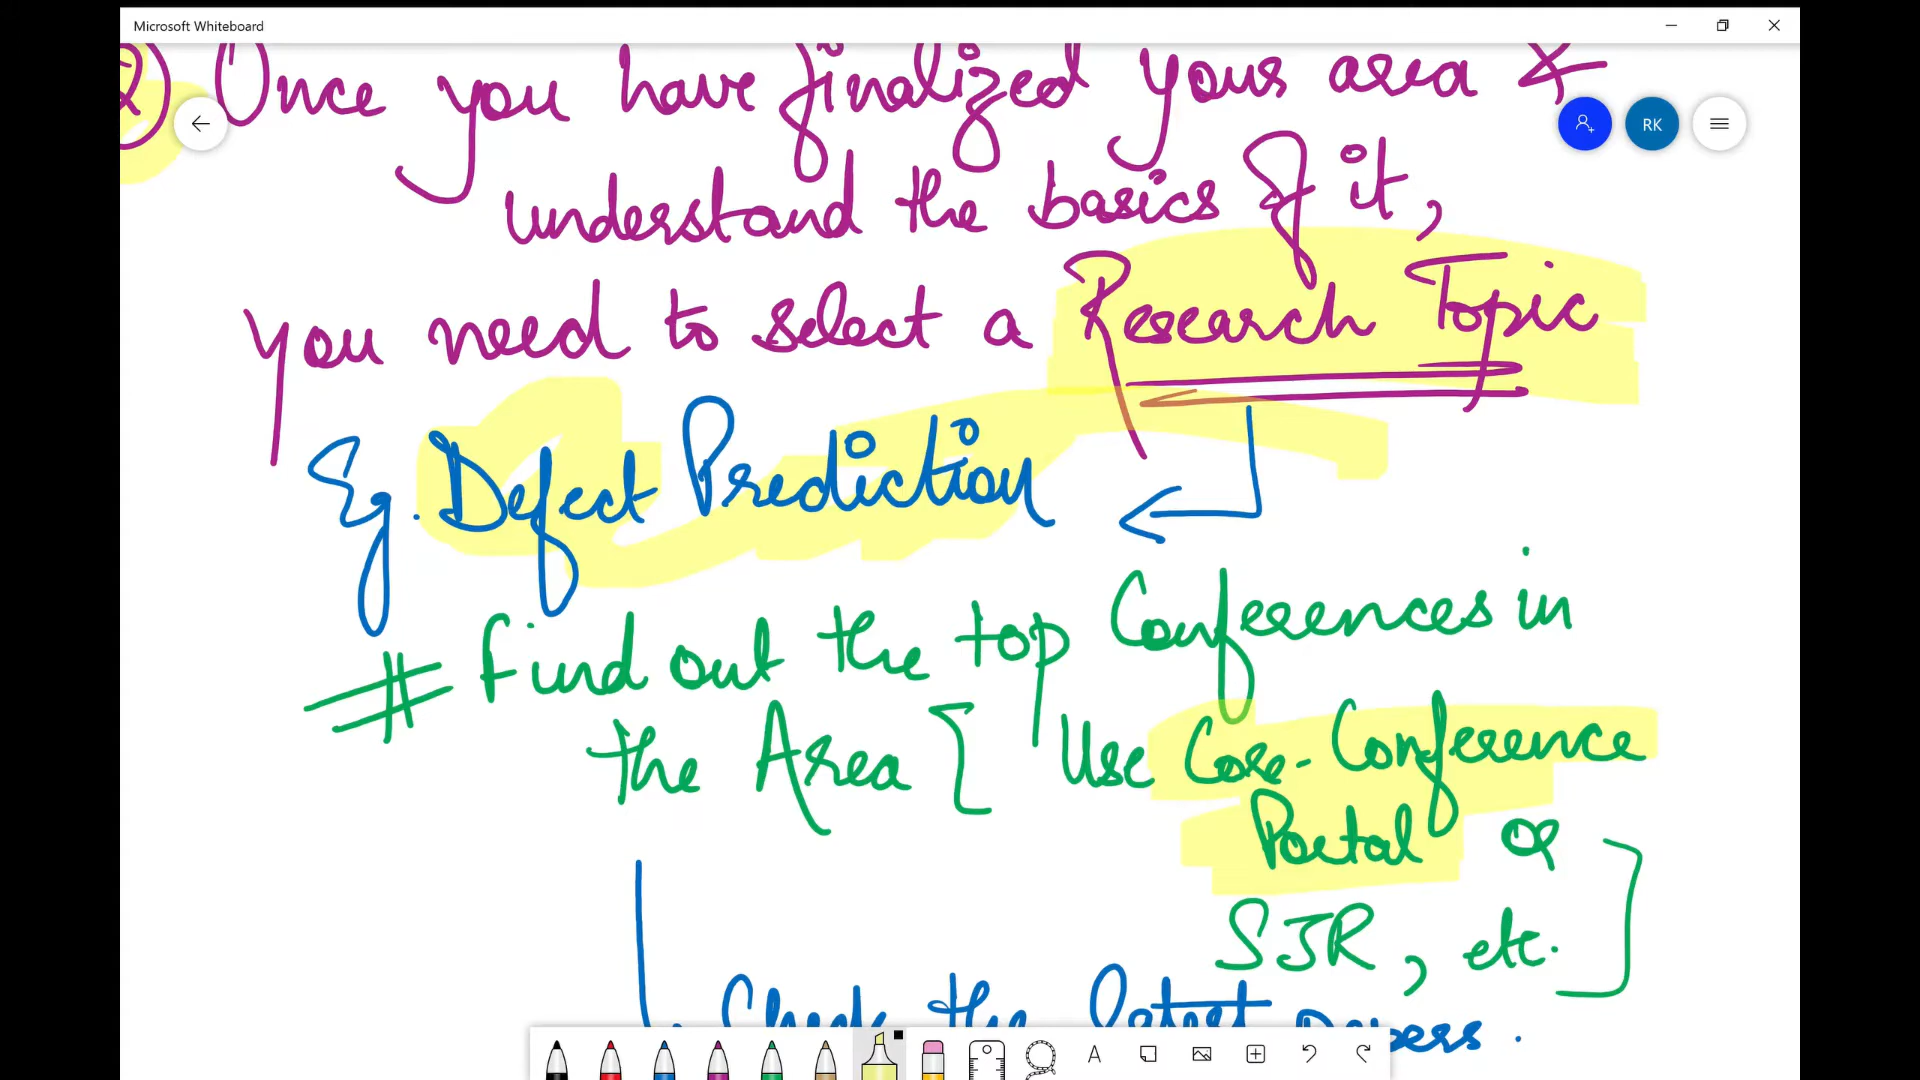 Microsoft Whiteboard
2 Once you have finalized your area &
understand the basics of it,
RK
you need to select a Research Topic
Eg. Defect Prediction
# Find out the top Conferences in
the Area [ Use Core-Conference
Portal or
SJR, etc. ]
Check the latest papers.
A